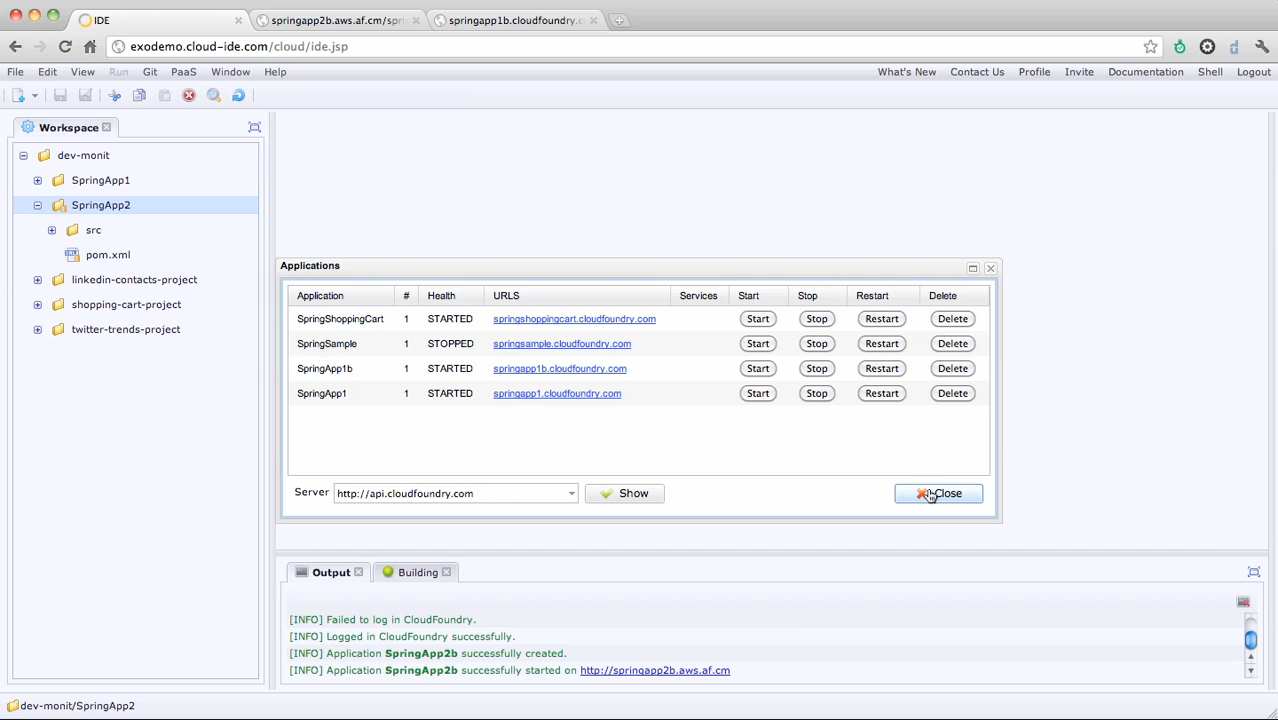 IDE
springapp2b.aws.af.cm/spri
springapp1b.cloudfoundry.c
exodemo.cloud-ide.com/cloud/ide.jsp
File Edit View Run Git PaaS Window Help
What's New Contact Us Profile Invite Documentation Shell Logout
Workspace
dev-monit
SpringApp1
SpringApp2
src
pom.xml
linkedin-contacts-project
shopping-cart-project
twitter-trends-project
Applications
Application # Health URLS Services Start Stop Restart Delete
SpringShoppingCart 1 STARTED springshoppingcart.cloudfoundry.com Start Stop Restart Delete
SpringSample 1 STOPPED springsample.cloudfoundry.com Start Stop Restart Delete
SpringApp1b 1 STARTED springapp1b.cloudfoundry.com Start Stop Restart Delete
SpringApp1 1 STARTED springapp1.cloudfoundry.com Start Stop Restart Delete
Server http://api.cloudfoundry.com Show Close
Output Building
[INFO] Failed to log in CloudFoundry.
[INFO] Logged in CloudFoundry successfully.
[INFO] Application SpringApp2b successfully created.
[INFO] Application SpringApp2b successfully started on http://springapp2b.aws.af.cm
dev-monit/SpringApp2